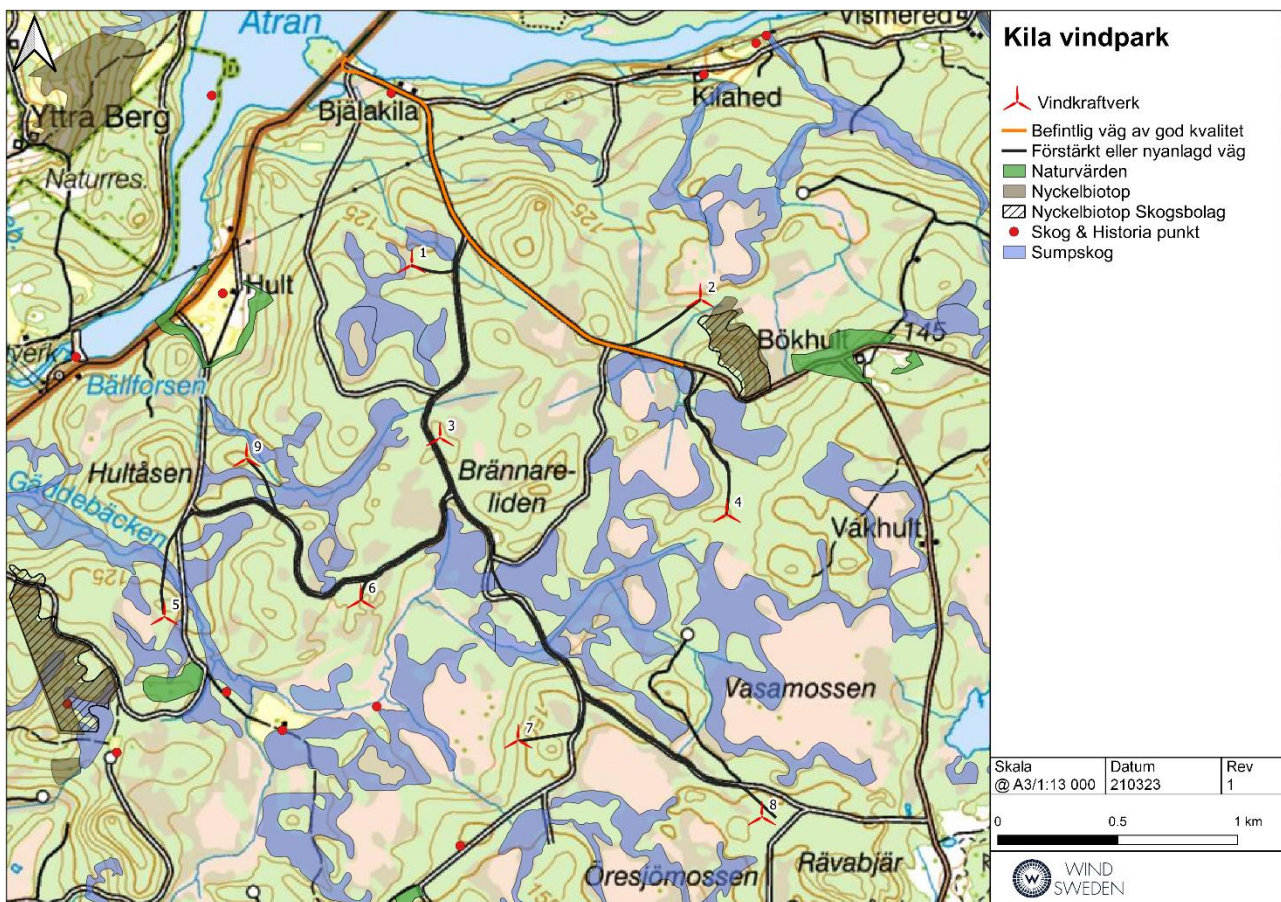 Kila vindpark
Vindkraftverk
Befintlig väg av god kvalitet
Förstärkt eller nyanlagd väg
Naturvärden
Nyckelbiotop
Nyckelbiotop Skogsbolag
Skog & Historia punkt
Sumpskog
Skala
@ A3/1:13 000
Datum
210323
Rev
1
0 0.5 1 km
WIND
SWEDEN
Ätran
Vismered
Yttra Berg
Bjälakila
Kilahed
Naturres.
125
125
1
Hult
2
Bökhult
145
verk
Bällforsen
3
9
Hultåsen
Brännare-
liden
Gäddebäcken
4
Vakhult
125
150
5
6
Vasamossen
7
8
Öresjömossen
Rävabjär